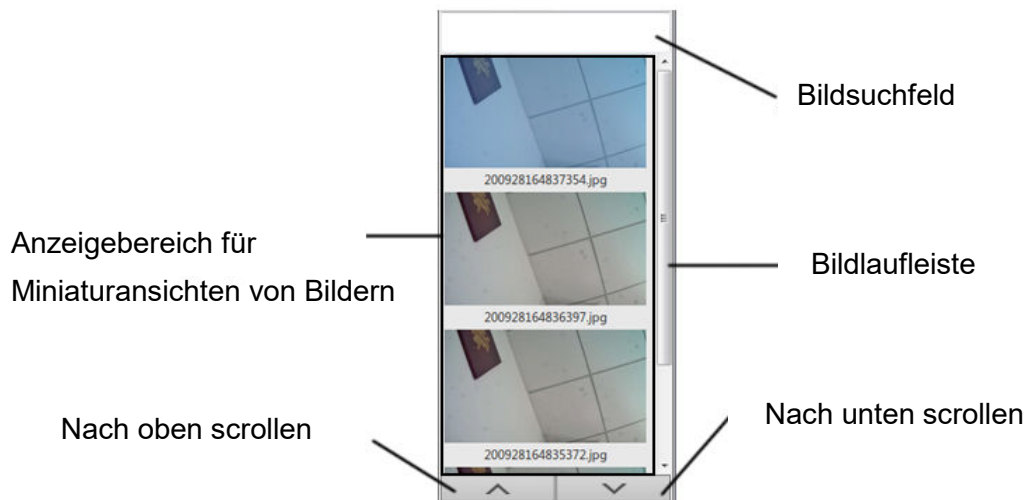 Bildsuchfeld
200928164837354.jpg
Anzeigebereich für
Miniaturansichten von Bildern
Bildlaufleiste
200928164836397.jpg
Nach oben scrollen
Nach unten scrollen
200928164835372.jpg